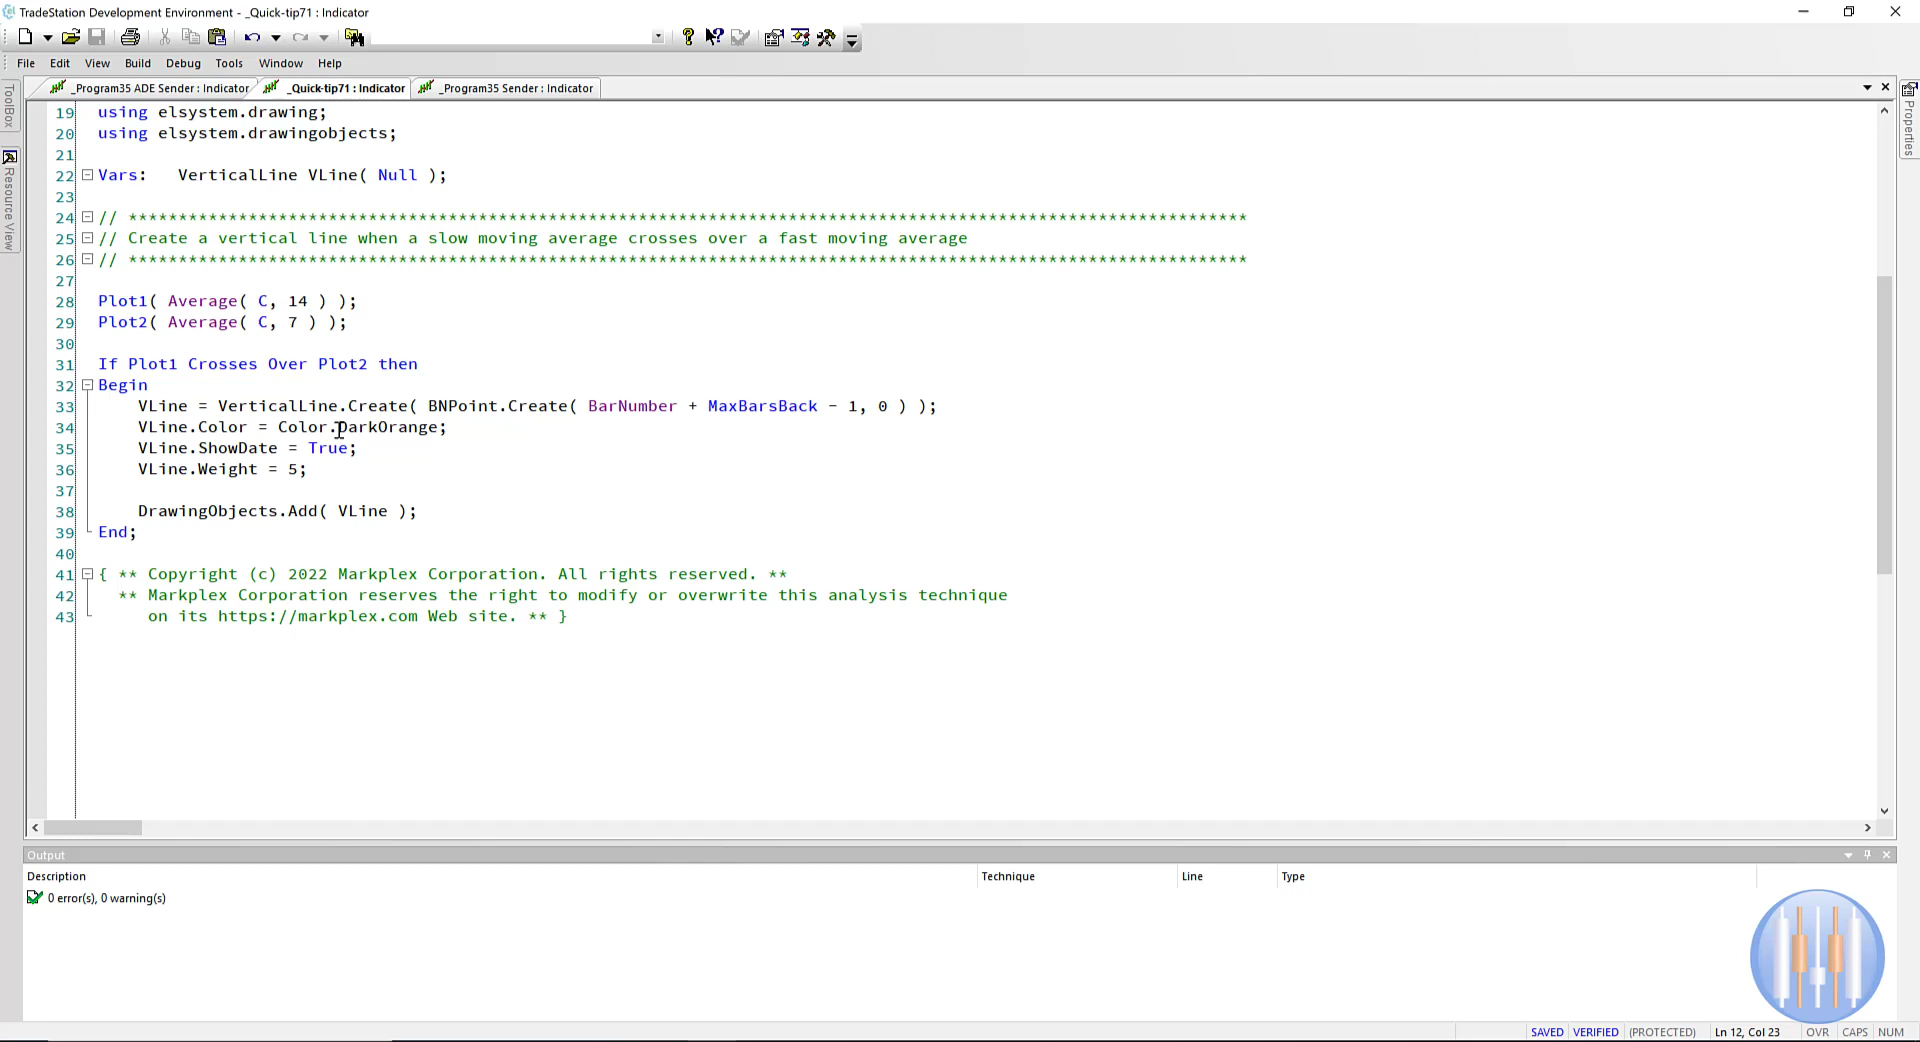 TradeStation Development Environment - _Quick-tip71 : Indicator
File Edit View Build Debug Tools Window Help
_Program35 ADE Sender : Indicator _Quick-tip71 : Indicator _Program35 Sender : Indicator
ToolBox
Resource View
Properties
19 using elsystem.drawing;
20 using elsystem.drawingobjects;
21
22 Vars: VerticalLine VLine( Null );
23
24 // ****************************************************************************************************************
25 // Create a vertical line when a slow moving average crosses over a fast moving average
26 // ****************************************************************************************************************
27
28 Plot1( Average( C, 14 ) );
29 Plot2( Average( C, 7 ) );
30
31 If Plot1 Crosses Over Plot2 then
32 Begin
33 VLine = VerticalLine.Create( BNPoint.Create( BarNumber + MaxBarsBack - 1, 0 ) );
34 VLine.Color = Color.DarkOrange;
35 VLine.ShowDate = True;
36 VLine.Weight = 5;
37
38 DrawingObjects.Add( VLine );
39 End;
40
41 { ** Copyright (c) 2022 Markplex Corporation. All rights reserved. **
42 ** Markplex Corporation reserves the right to modify or overwrite this analysis technique
43 on its https://markplex.com Web site. ** }
Output
Description Technique Line Type
0 error(s), 0 warning(s)
SAVED VERIFIED (PROTECTED) Ln 12, Col 23 OVR CAPS NUM